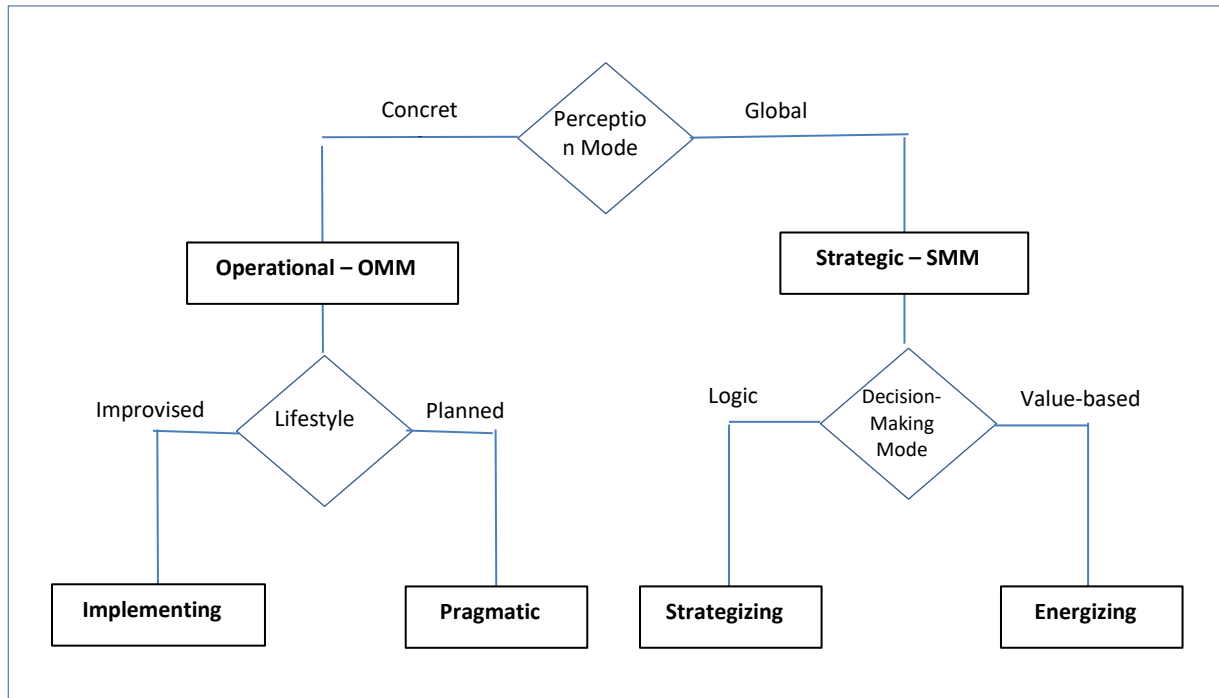 Concret
Global
Perceptio
n Mode
Operational – OMM
Strategic – SMM
Improvised
Lifestyle
Planned
Logic
Decision-
Making
Mode
Value-based
Implementing
Pragmatic
Strategizing
Energizing